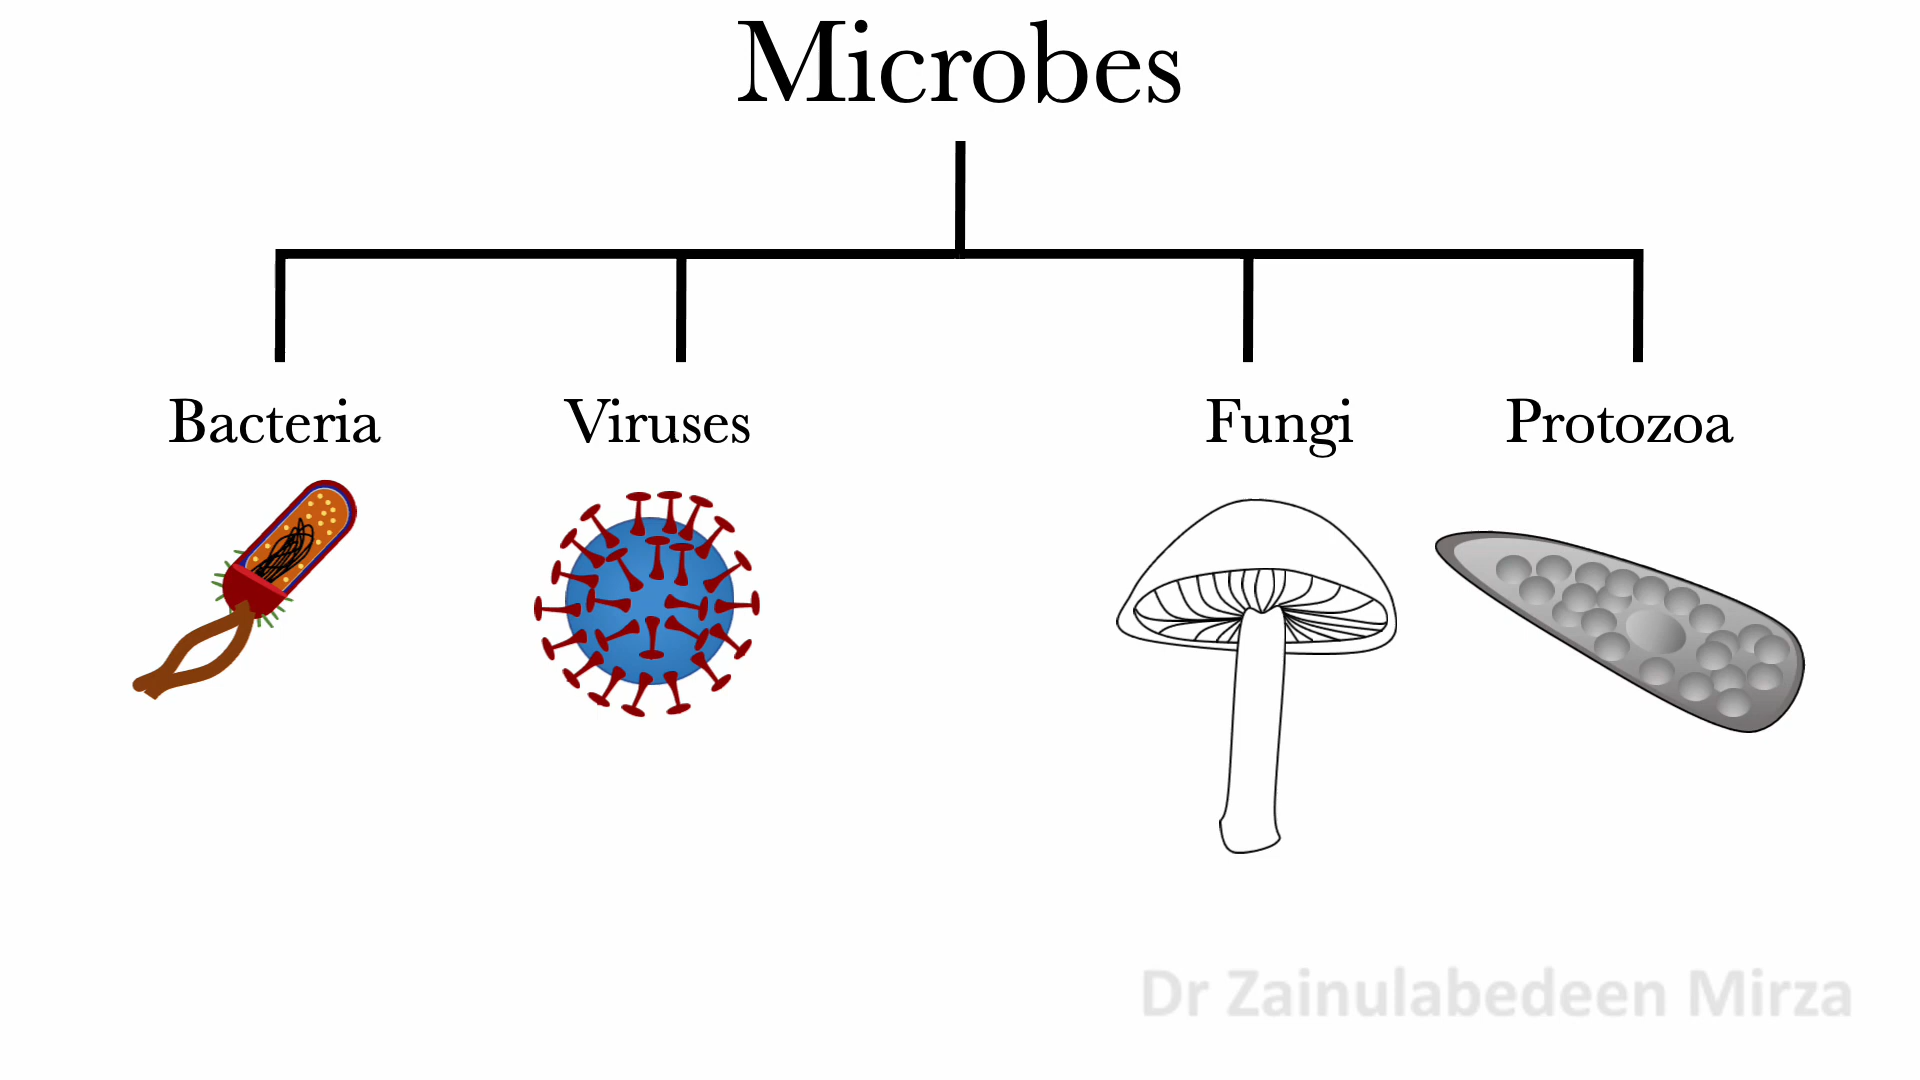 Microbes
Bacteria
Viruses
Fungi
Protozoa
Dr Zainulabedeen Mirza